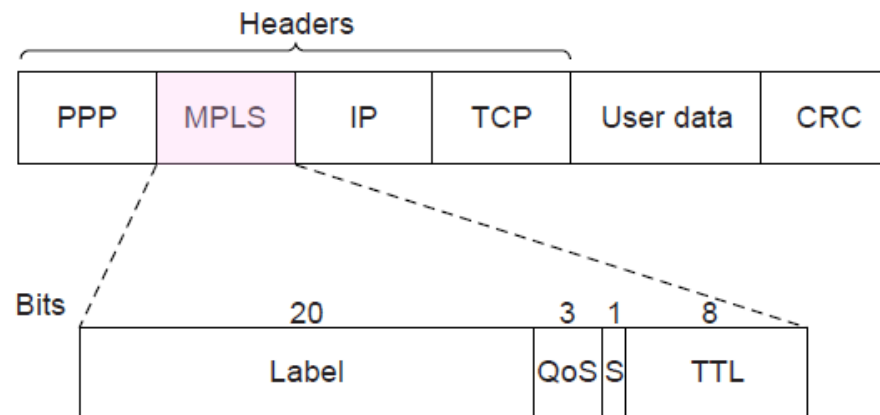 Headers
PPP MPLS IP TCP User data CRC
Bits 20 3 1 8
Label QoS S TTL